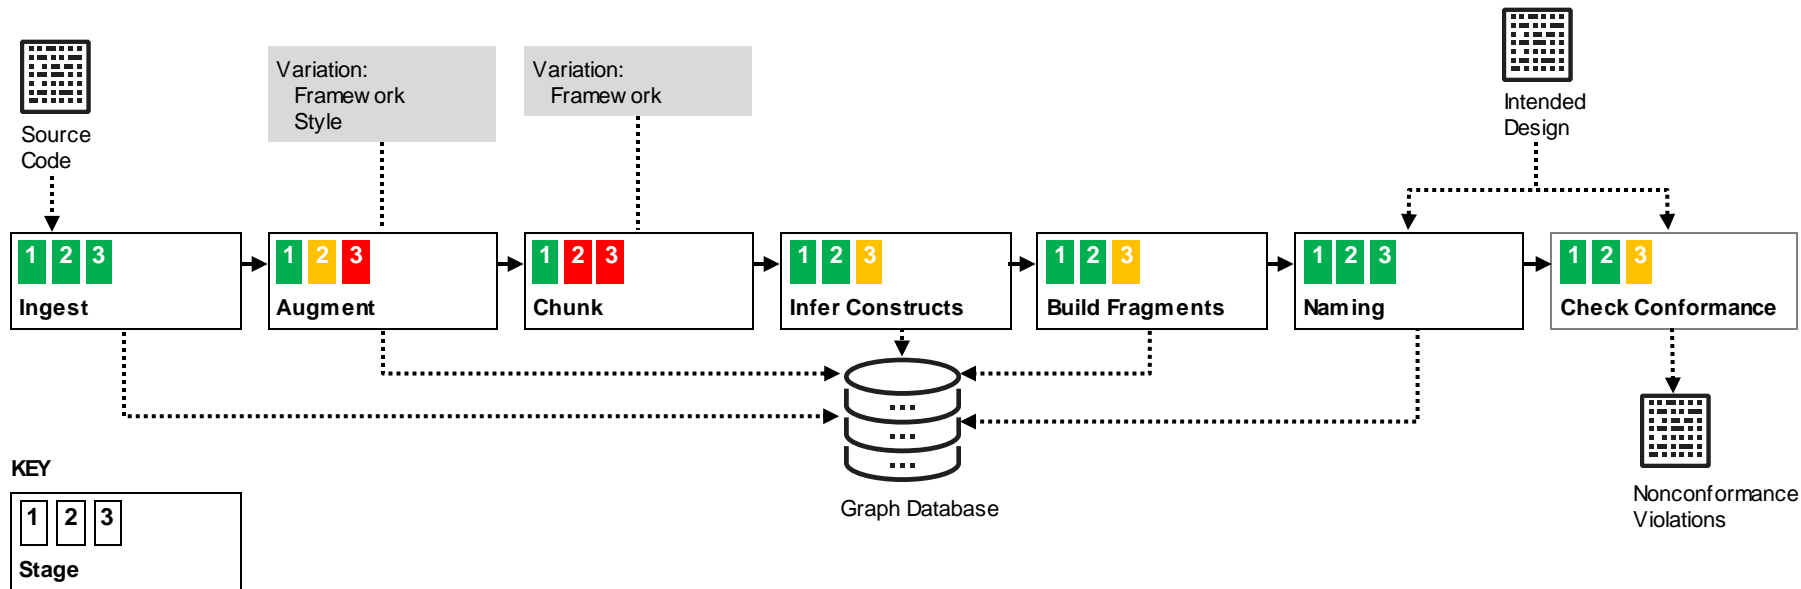 Source
Code
Variation:
Framework
Style
Variation:
Framework
Intended
Design
1 2 3
Ingest
1 2 3
Augment
1 2 3
Chunk
1 2 3
Infer Constructs
1 2 3
Build Fragments
1 2 3
Naming
1 2 3
Check Conformance
Graph Database
Nonconformance
Violations
KEY
1 2 3
Stage